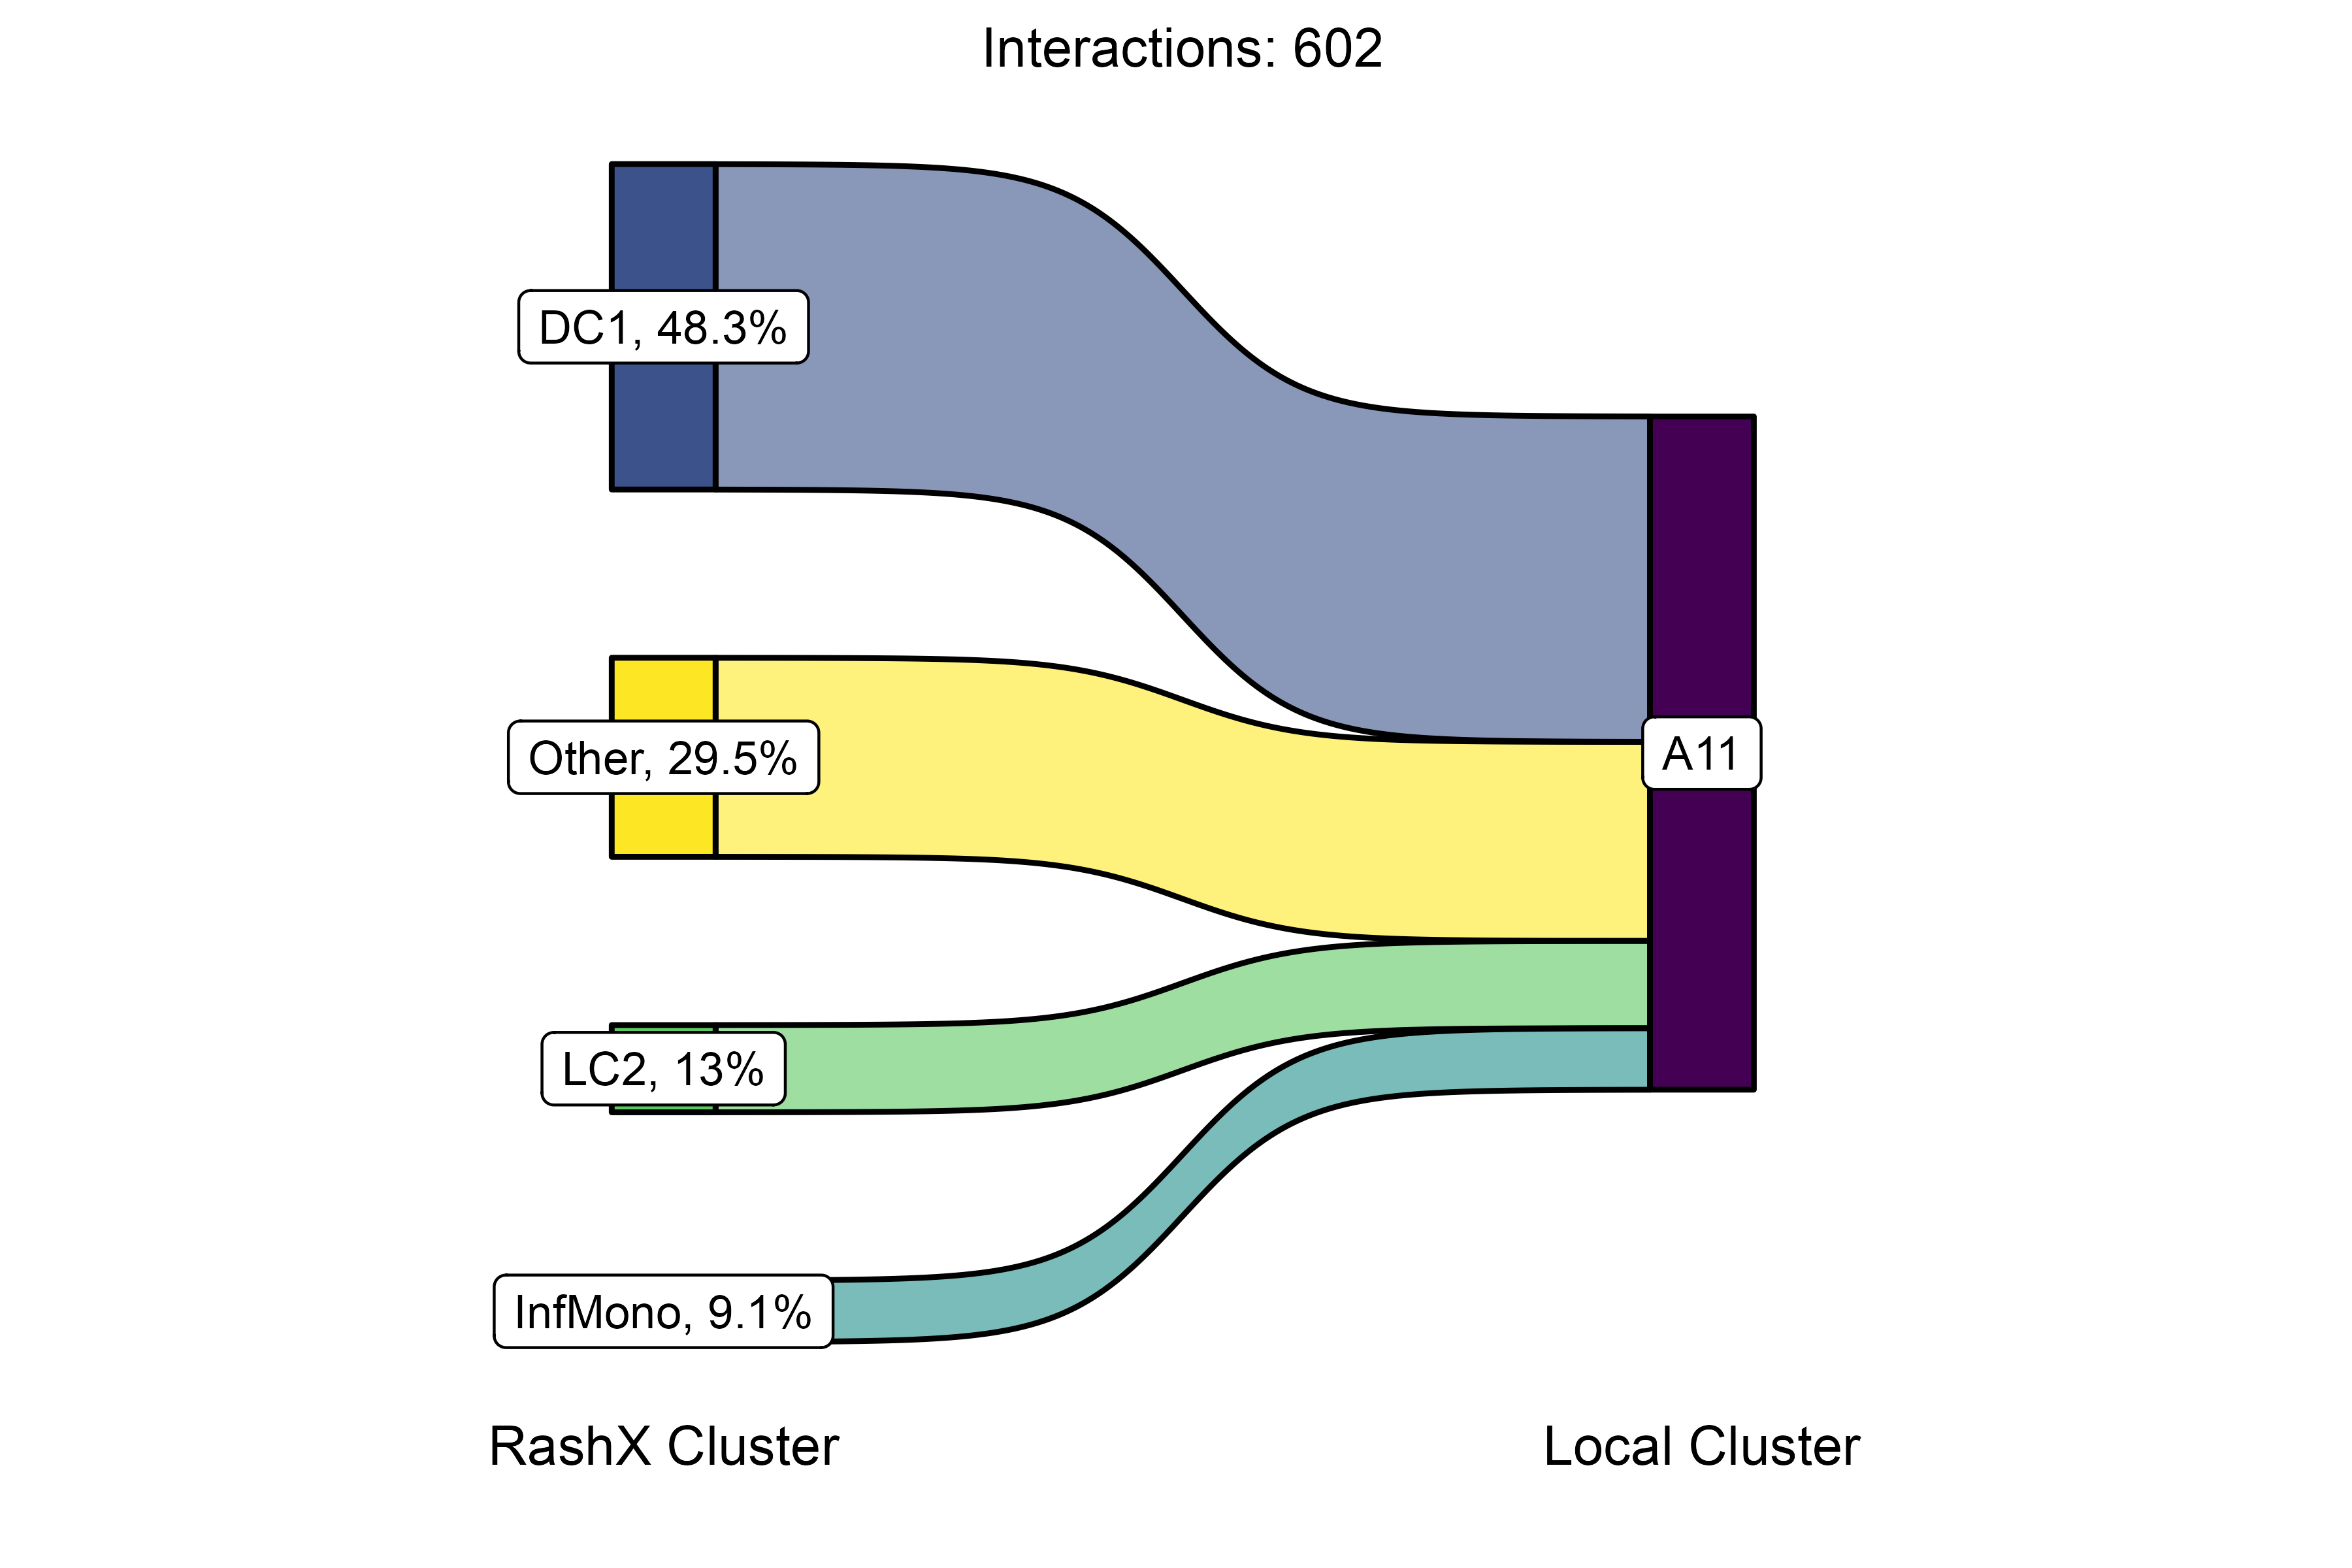 Interactions: 602
DC1, 48.3%
Other, 29.5%
A11
LC2, 13%
InfMono, 9.1%
RashX Cluster
Local Cluster